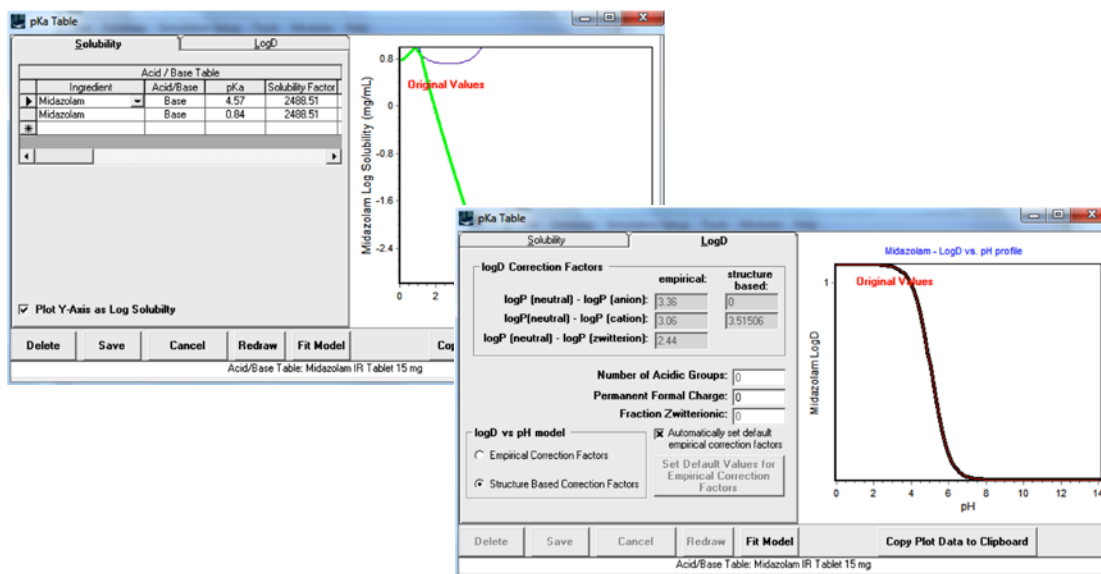 pKa Table
Solubility
LogD
Acid / Base Table
Ingredient Acid/Base pKa Solubility Factor
Midazolam Base 4.57 2488.51
Midazolam Base 0.84 2488.51
Plot Y-Axis as Log Solubilty
Delete Save Cancel Redraw Fit Model Cop
Acid/Base Table: Midazolam IR Tablet 15 mg
Midazolam Log Solubility (mg/mL)
0.8
0
-0.8
-1.6
-2.4
Original Values
0 2
pKa Table
Solubility
LogD
logD Correction Factors
empirical: structure based:
logP (neutral) - logP (anion): 3.36 0
logP(neutral) - logP (cation): 3.06 3.51506
logP (neutral) - logP (zwitterion): 2.44
Number of Acidic Groups: 0
Permanent Formal Charge: 0
Fraction Zwitterionic: 0
logD vs pH model
Empirical Correction Factors
Structure Based Correction Factors
Automatically set default
empirical correction factors
Set Default Values for
Empirical Correction
Factors
Midazolam - LogD vs. pH profile
Original Values
1
Midazolam LogD
0 2 4 6 8 10 12 14
pH
Delete Save Cancel Redraw Fit Model Copy Plot Data to Clipboard
Acid/Base Table: Midazolam IR Tablet 15 mg